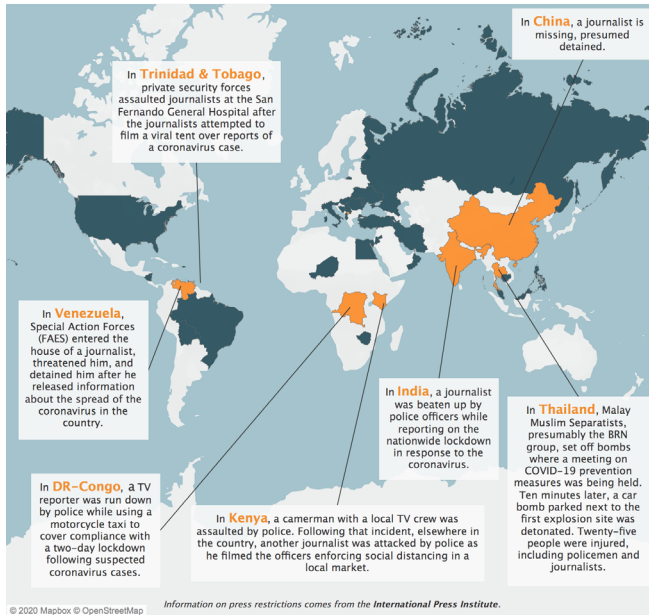 In China, a journalist is
missing, presumed
detained.
In Trinidad & Tobago,
private security forces
assaulted journalists at the San
Fernando General Hospital after
the journalists attempted to
film a viral tent over reports of
a coronavirus case.
In Venezuela,
Special Action Forces
(FAES) entered the
house of a journalist,
threatened him, and
detained him after he
released information
about the spread of the
coronavirus in the
country.
In India, a journalist
was beaten up by
police officers while
reporting on the
nationwide lockdown
in response to the
coronavirus.
In Thailand, Malay
Muslim Separatists,
presumably the BRN
group, set off bombs
where a meeting on
COVID-19 prevention
measures was being held.
Ten minutes later, a car
bomb parked next to
the first explosion site was
detonated. Twenty-five
people were injured,
including policemen and
journalists.
In DR-Congo, a TV
reporter was run down
by police while using a
motorcycle taxi to
cover compliance with
a two-day lockdown
following suspected
coronavirus cases.
In Kenya, a camerman with a local TV crew was
assaulted by police. Following that incident, elsewhere in
the country, another journalist was attacked by police as
he filmed the officers enforcing social distancing in a
local market.
Information on press restrictions comes from the International Press Institute.
© 2020 Mapbox © OpenStreetMap